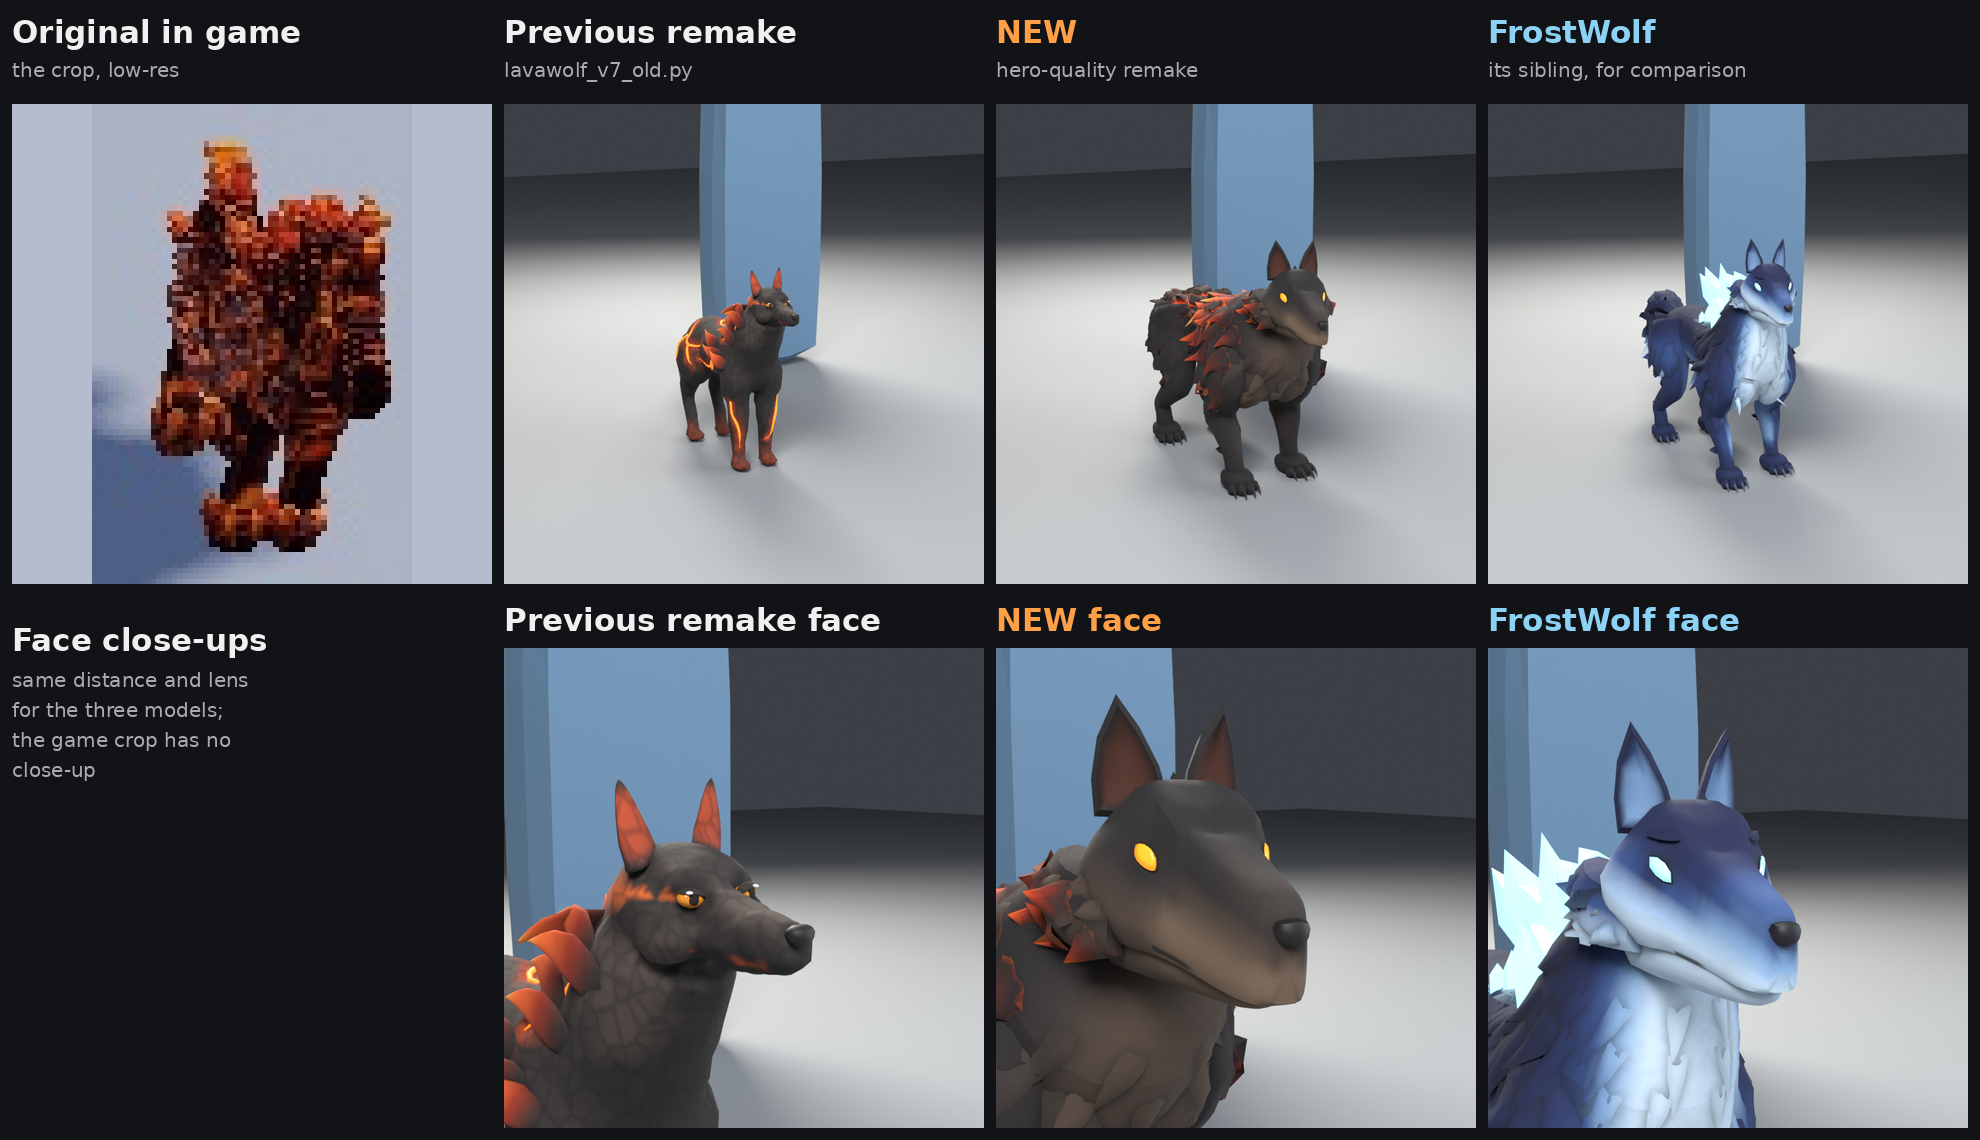 Original in game
the crop, low-res
Previous remake
lavawolf_v7_old.py
NEW
hero-quality remake
FrostWolf
its sibling, for comparison
Face close-ups
same distance and lens
for the three models;
the game crop has no
close-up
Previous remake face
NEW face
FrostWolf face